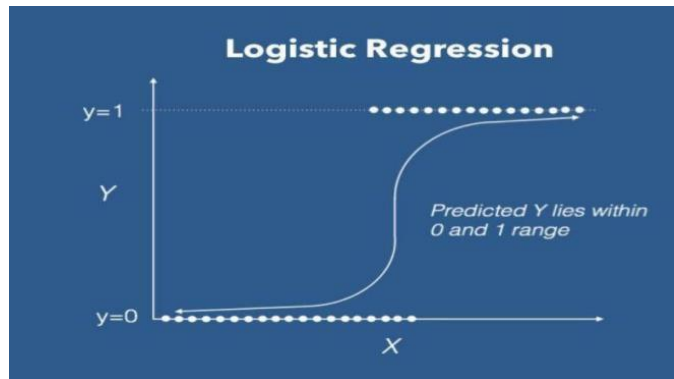 Logistic Regression
y=1
Y
Predicted Y lies within
0 and 1 range
y=0
X